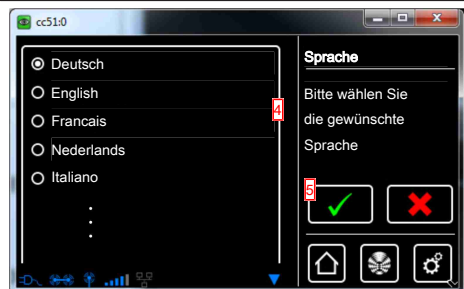 cc51:0
Deutsch
English
Francais
Nederlands
Italiano
4
Sprache
Bitte wählen Sie
die gewünschte
Sprache
5